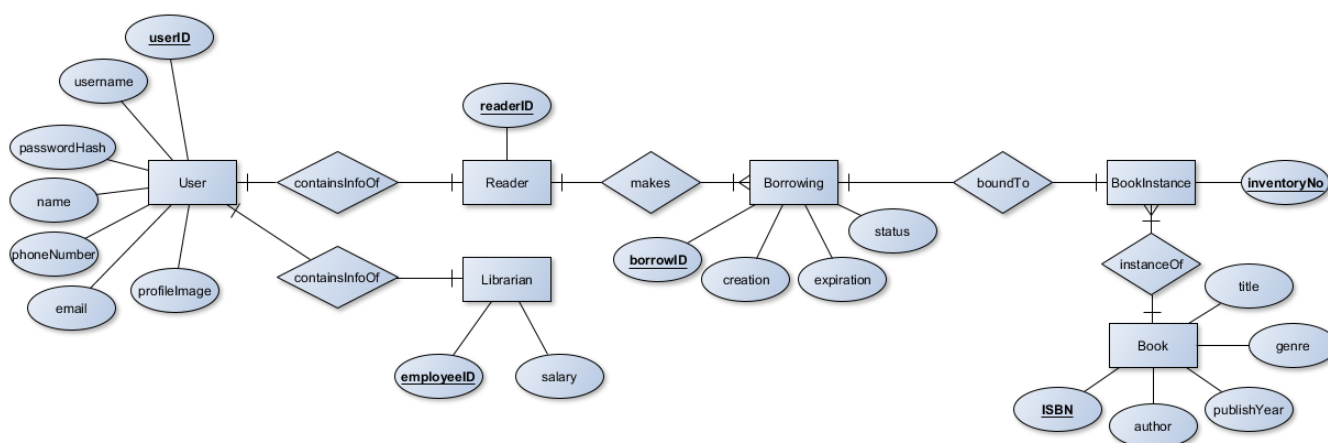 userID
username
readerID
passwordHash
User
containsInfoOf
Reader
makes
Borrowing
boundTo
BookInstance
inventoryNo
name
status
phoneNumber
borrowID
creation
expiration
instanceOf
containsInfoOf
Librarian
email
profileImage
title
Book
genre
employeeID
salary
ISBN
author
publishYear